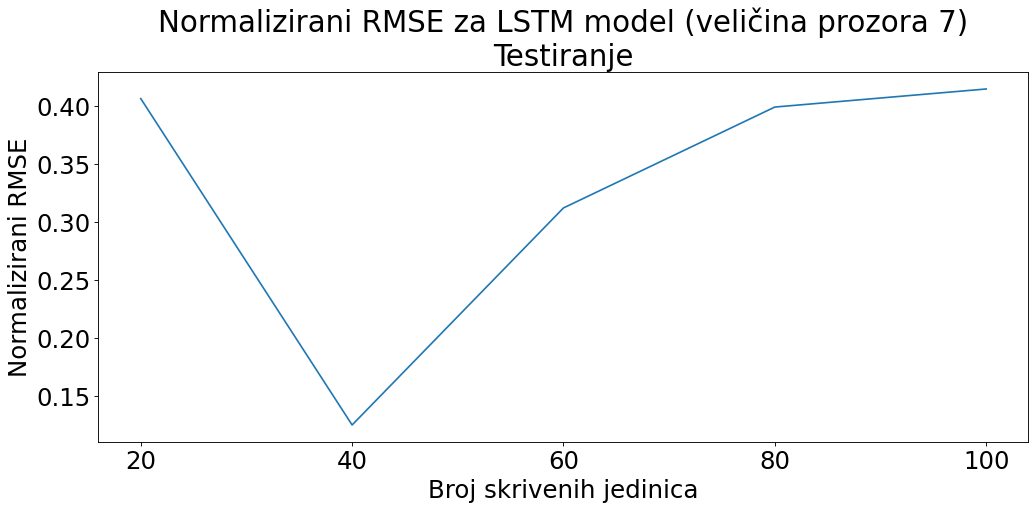 Normalizirani RMSE za LSTM model (veličina prozora 7)
Testiranje
Normalizirani RMSE
0.40
0.35
0.30
0.25
0.20
0.15
20 40 60 80 100
Broj skrivenih jedinica